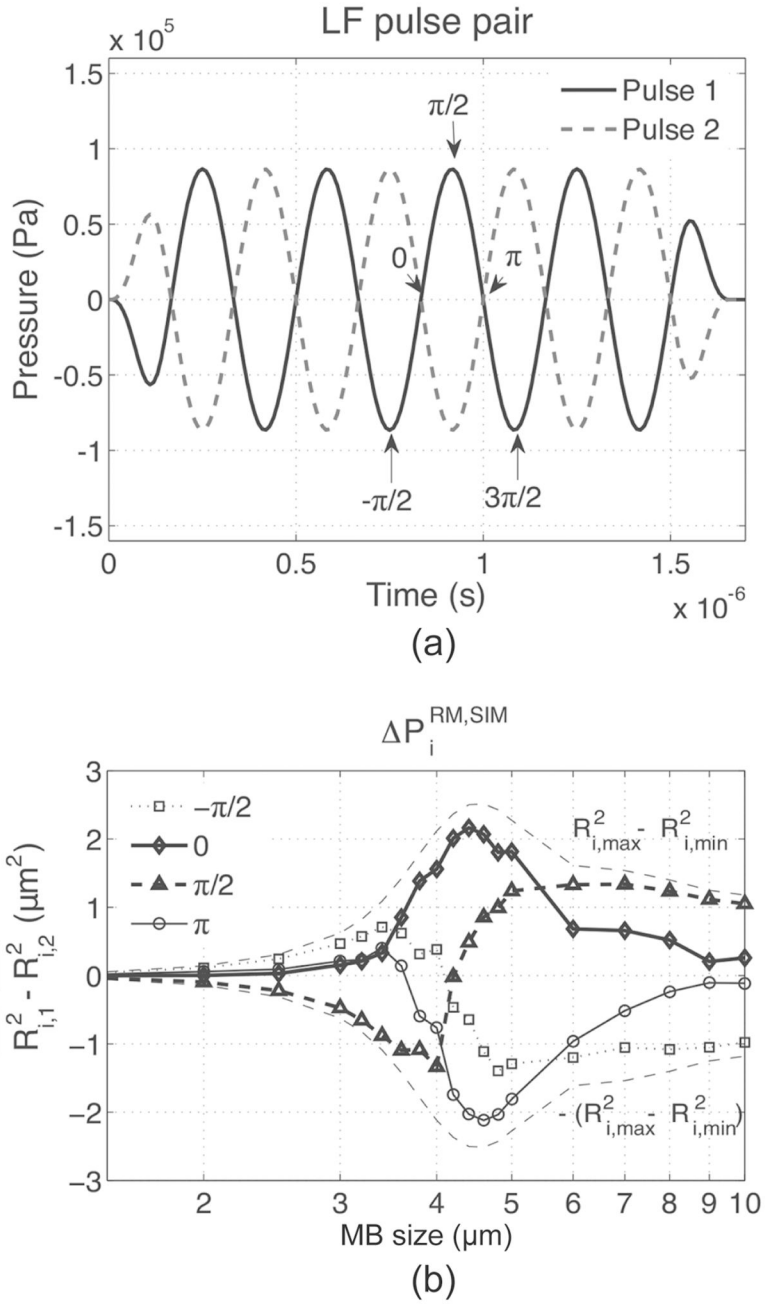 LF pulse pair
x 10⁵
1.5
1
0.5
0
-0.5
-1
-1.5
Pressure (Pa)
Pulse 1
Pulse 2
π/2
0
π
-π/2
3π/2
0 0.5 1 1.5
Time (s)
x 10⁻⁶
(a)
ΔP_i^RM,SIM
3
2
1
0
−1
−2
−3
R²_i,1 - R²_i,2 (µm²)
−π/2
0
π/2
π
R²_i,max - R²_i,min
- (R²_i,max - R²_i,min)
2 3 4 5 6 7 8 9 10
MB size (µm)
(b)